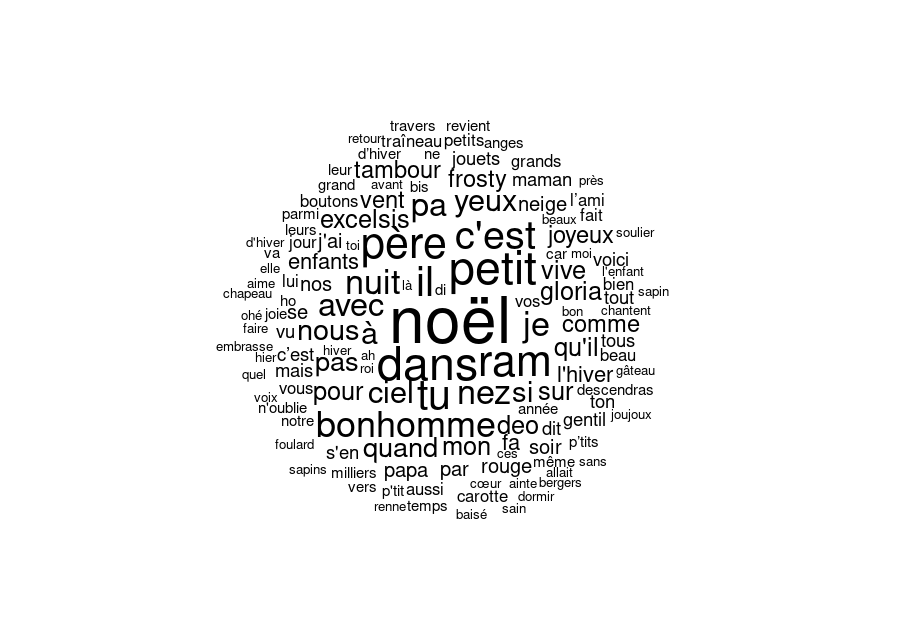 travers revient
retour traîneau petits anges
d'hiver ne jouets grands
leur tambour frosty maman près
grand avant bis
boutons vent pa yeux neige l'ami
parmi excelsis beaux fait
leurs père c'est joyeux soulier
d'hiver jour j'ai toi
va enfants petit car moi voici
elle nuit il vive l'enfant
aime lui nos là di gloria bien
chapeau ho avec vos tout sapin
ohé joie se noël je bon chantent
faire vu nous à comme
embrasse hiver qu'il tous
hier c'est pas ah dans ram beau
quel mais roi l'hiver gâteau
voix vous pour ciel tu nez si sur descendras
n'oublie année ton
notre bonhomme deo dit gentil joujoux
foulard s'en quand mon fa soir p'tits
ces
sapins milliers papa par rouge même sans
allait
vers p'tit aussi cœur ainte bergers
carotte dormir
renne temps baisé sain